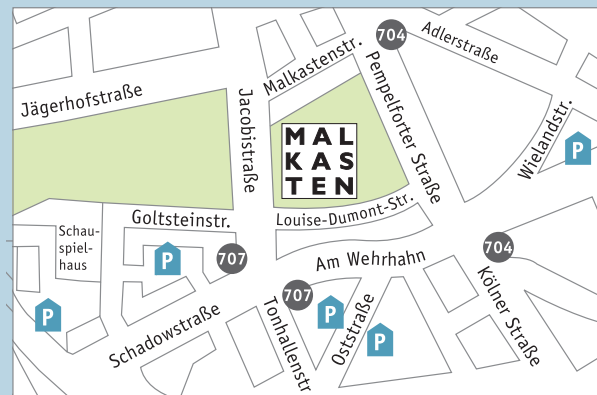 704
Adlerstraße
Malkastenstr.
Pempelforter Straße
Jägerhofstraße
Jacobistraße
Wielandstr.
MAL
KAS
TEN
P
Louise-Dumont-Str.
Goltsteinstr.
Schau-
spiel-
haus
P
707
Am Wehrhahn
704
Kölner Straße
707
P
P
Schadowstraße
Tonhallenstr
Oststraße
P